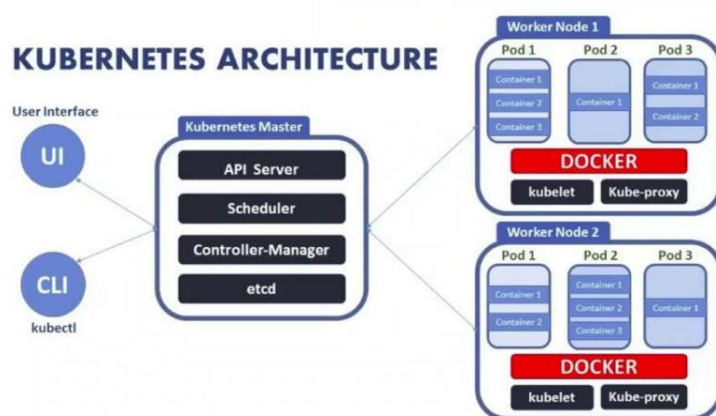 KUBERNETES ARCHITECTURE
User Interface
UI
CLI
kubectl
Kubernetes Master
API Server
Scheduler
Controller-Manager
etcd
Worker Node 1
Pod 1
Container 1
Container 2
Container 3
Pod 2
Container 1
Pod 3
Container 1
Container 2
DOCKER
kubelet
Kube-proxy
Worker Node 2
Pod 1
Container 1
Container 2
Pod 2
Container 1
Container 2
Container 3
Pod 3
Container 1
DOCKER
kubelet
Kube-proxy